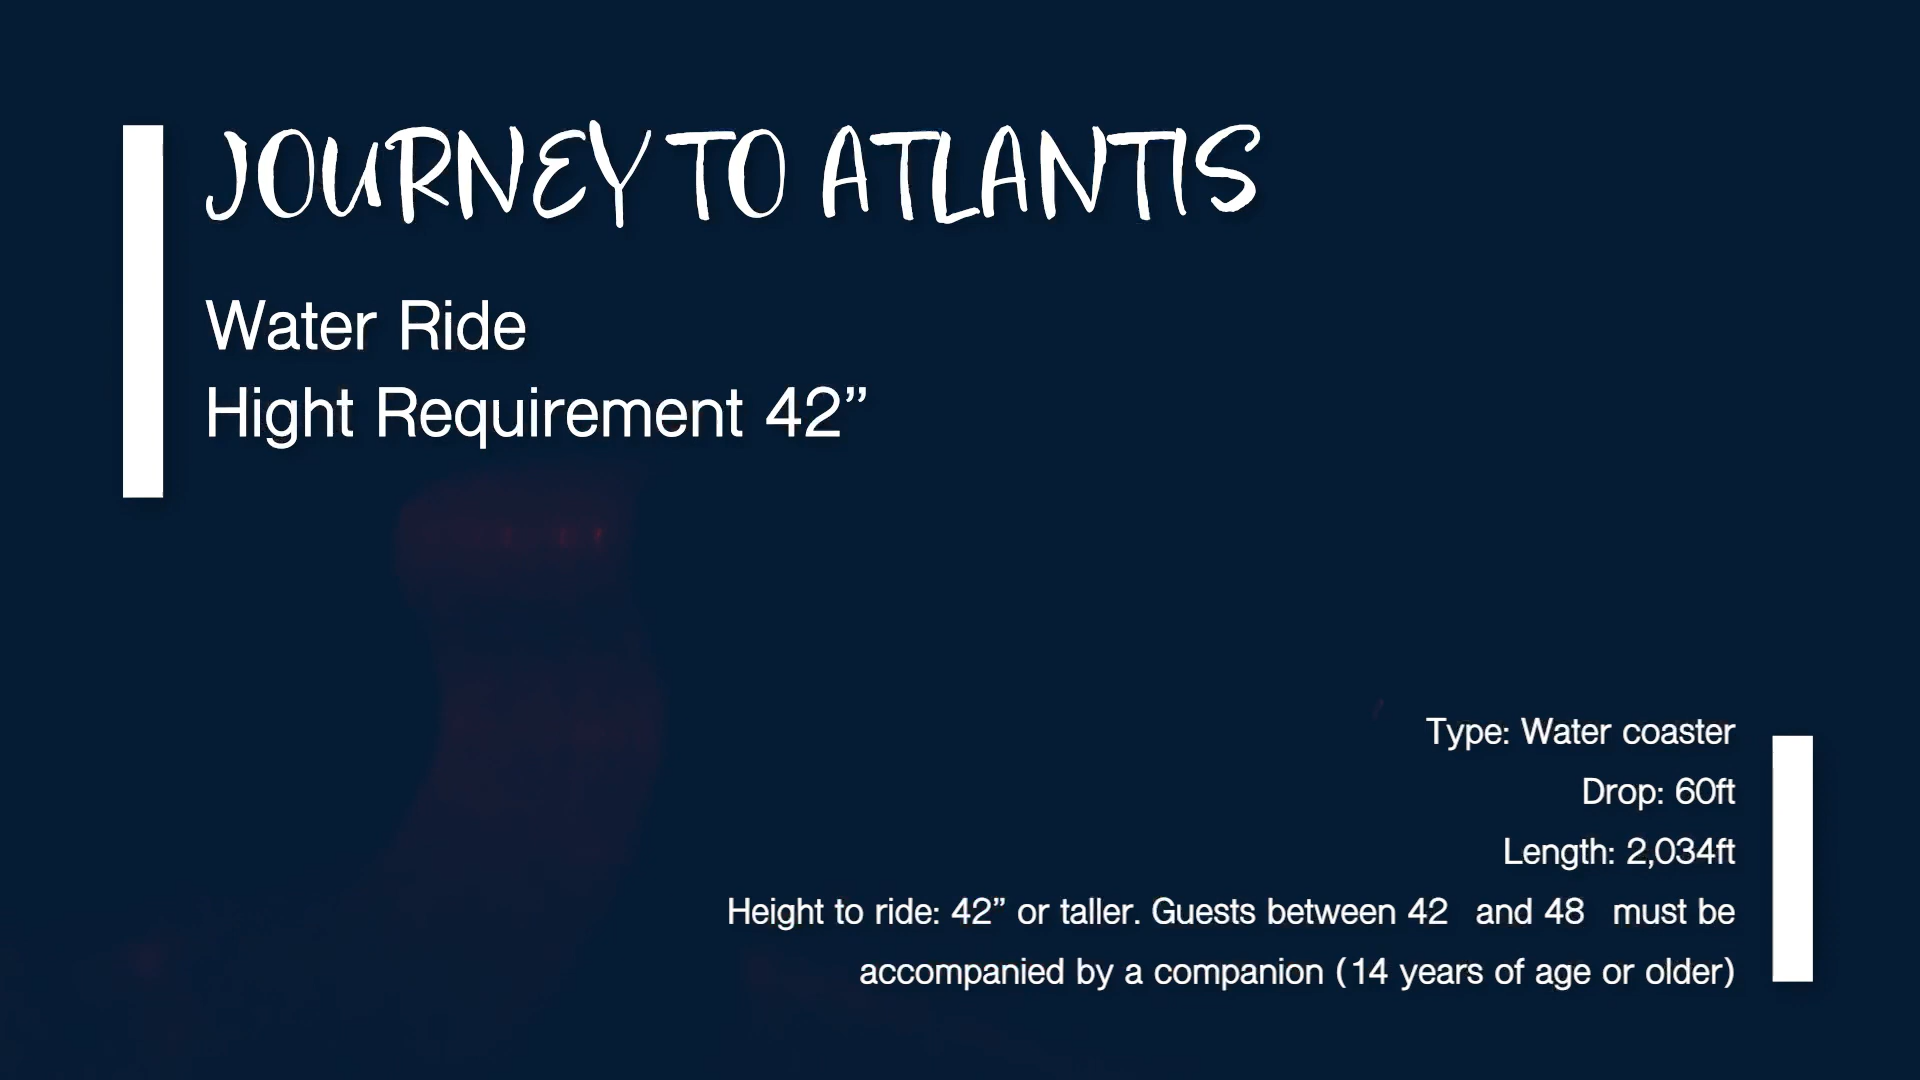 JOURNEY TO ATLANTIS
Water Ride
Hight Requirement 42”
Type: Water coaster
Drop: 60ft
Length: 2,034ft
Height to ride: 42” or taller. Guests between 42 and 48 must be
accompanied by a companion (14 years of age or older)